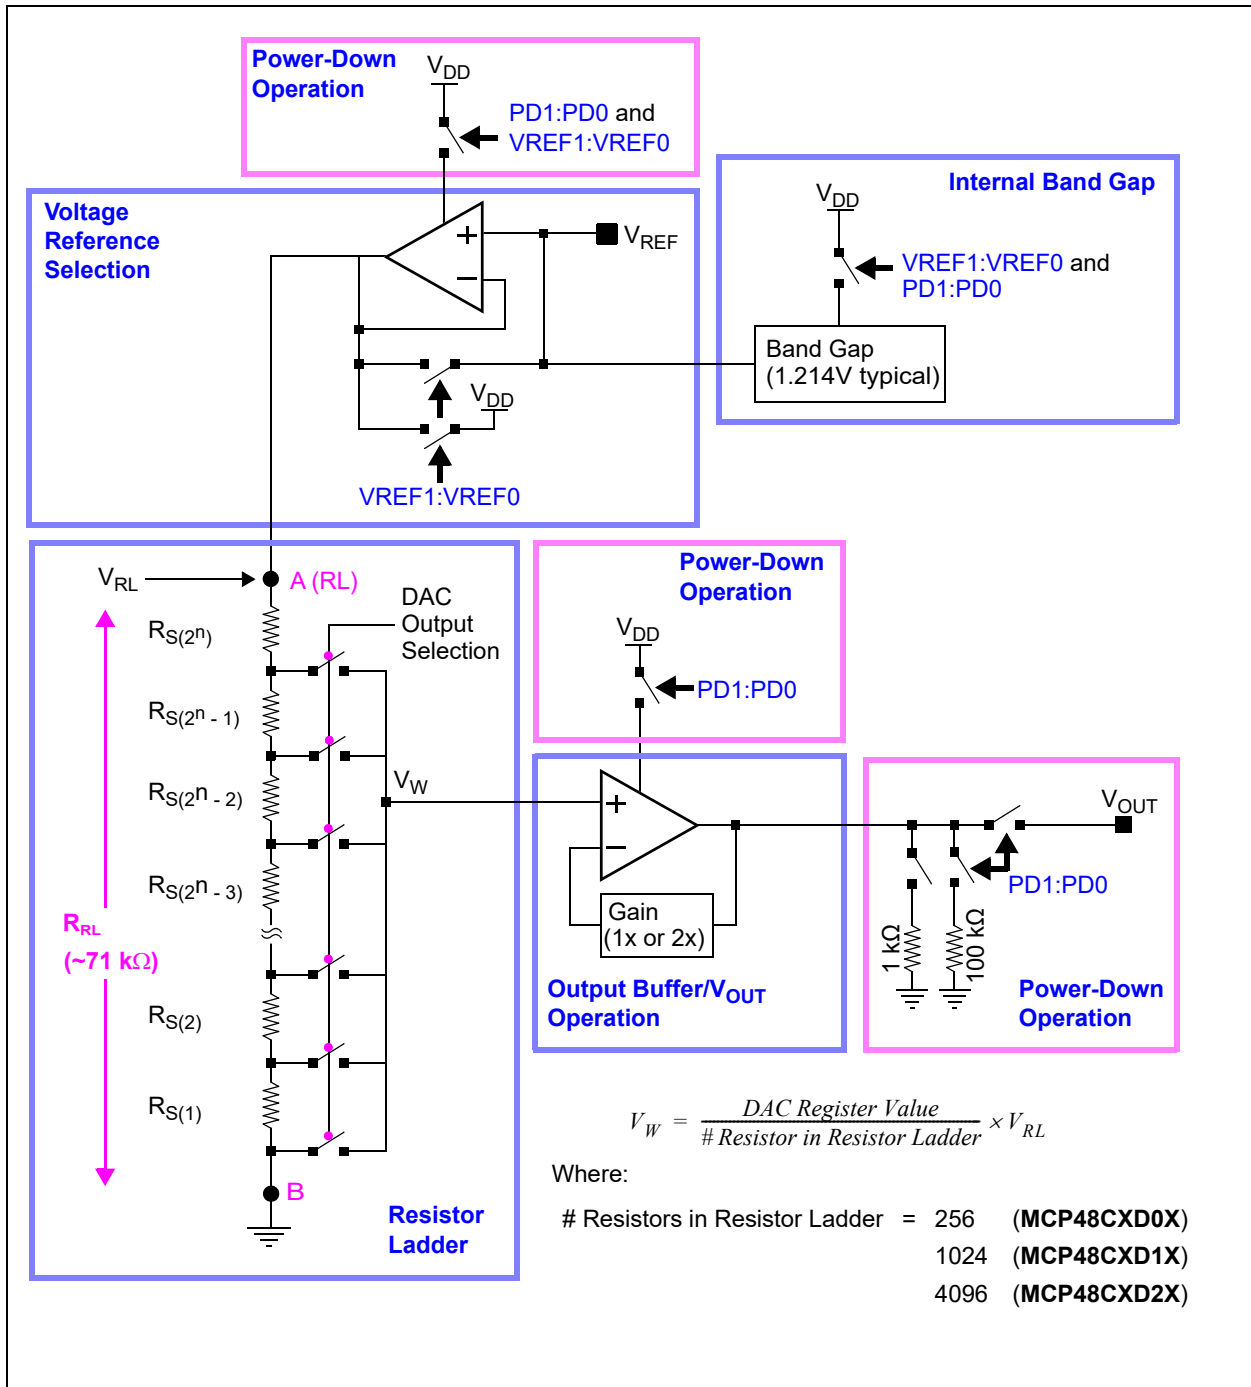 Power-Down
Operation
VDD
PD1:PD0 and
VREF1:VREF0
Internal Band Gap
VDD
VREF1:VREF0 and
PD1:PD0
Band Gap
(1.214V typical)
Voltage
Reference
Selection
+
−
VREF
VDD
VREF1:VREF0
VRL
A (RL)
DAC
Output
Selection
RS(2n)
RS(2n - 1)
RS(2n - 2)
RS(2n - 3)
RRL
(~71 kΩ)
RS(2)
RS(1)
B
VW
Resistor
Ladder
Power-Down
Operation
VDD
PD1:PD0
+
−
Gain
(1x or 2x)
Output Buffer/VOUT
Operation
VOUT
PD1:PD0
1 kΩ
100 kΩ
Power-Down
Operation
VW = DAC Register Value / # Resistor in Resistor Ladder × VRL
Where:
# Resistors in Resistor Ladder = 256 (MCP48CXD0X)
1024 (MCP48CXD1X)
4096 (MCP48CXD2X)